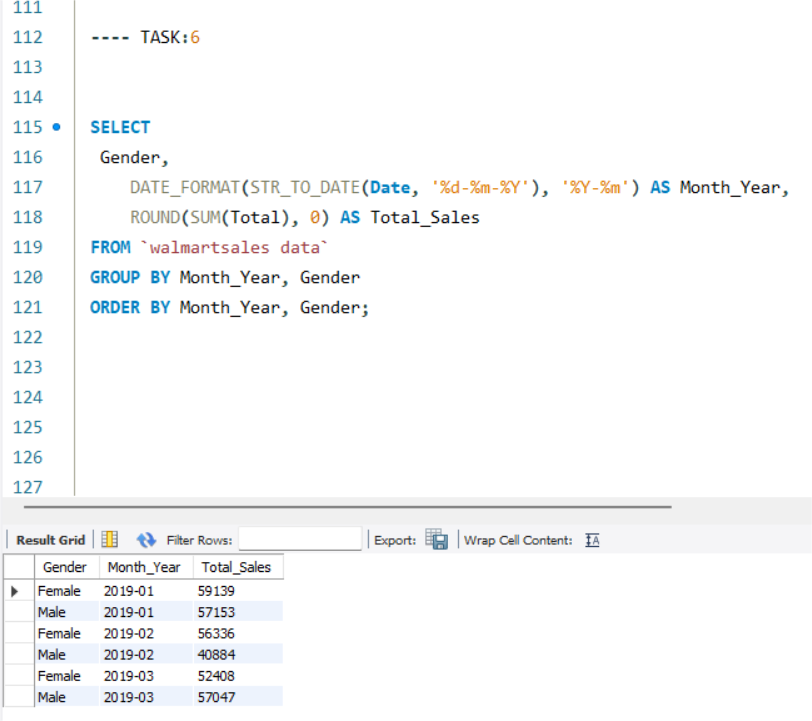 111
112 ---- TASK:6
113
114
115 SELECT
116 Gender,
117 DATE_FORMAT(STR_TO_DATE(Date, '%d-%m-%Y'), '%Y-%m') AS Month_Year,
118 ROUND(SUM(Total), 0) AS Total_Sales
119 FROM `walmartsales data`
120 GROUP BY Month_Year, Gender
121 ORDER BY Month_Year, Gender;
122
123
124
125
126
127
Result Grid Filter Rows: Export: Wrap Cell Content: IA
Gender Month_Year Total_Sales
Female 2019-01 59139
Male 2019-01 57153
Female 2019-02 56336
Male 2019-02 40884
Female 2019-03 52408
Male 2019-03 57047